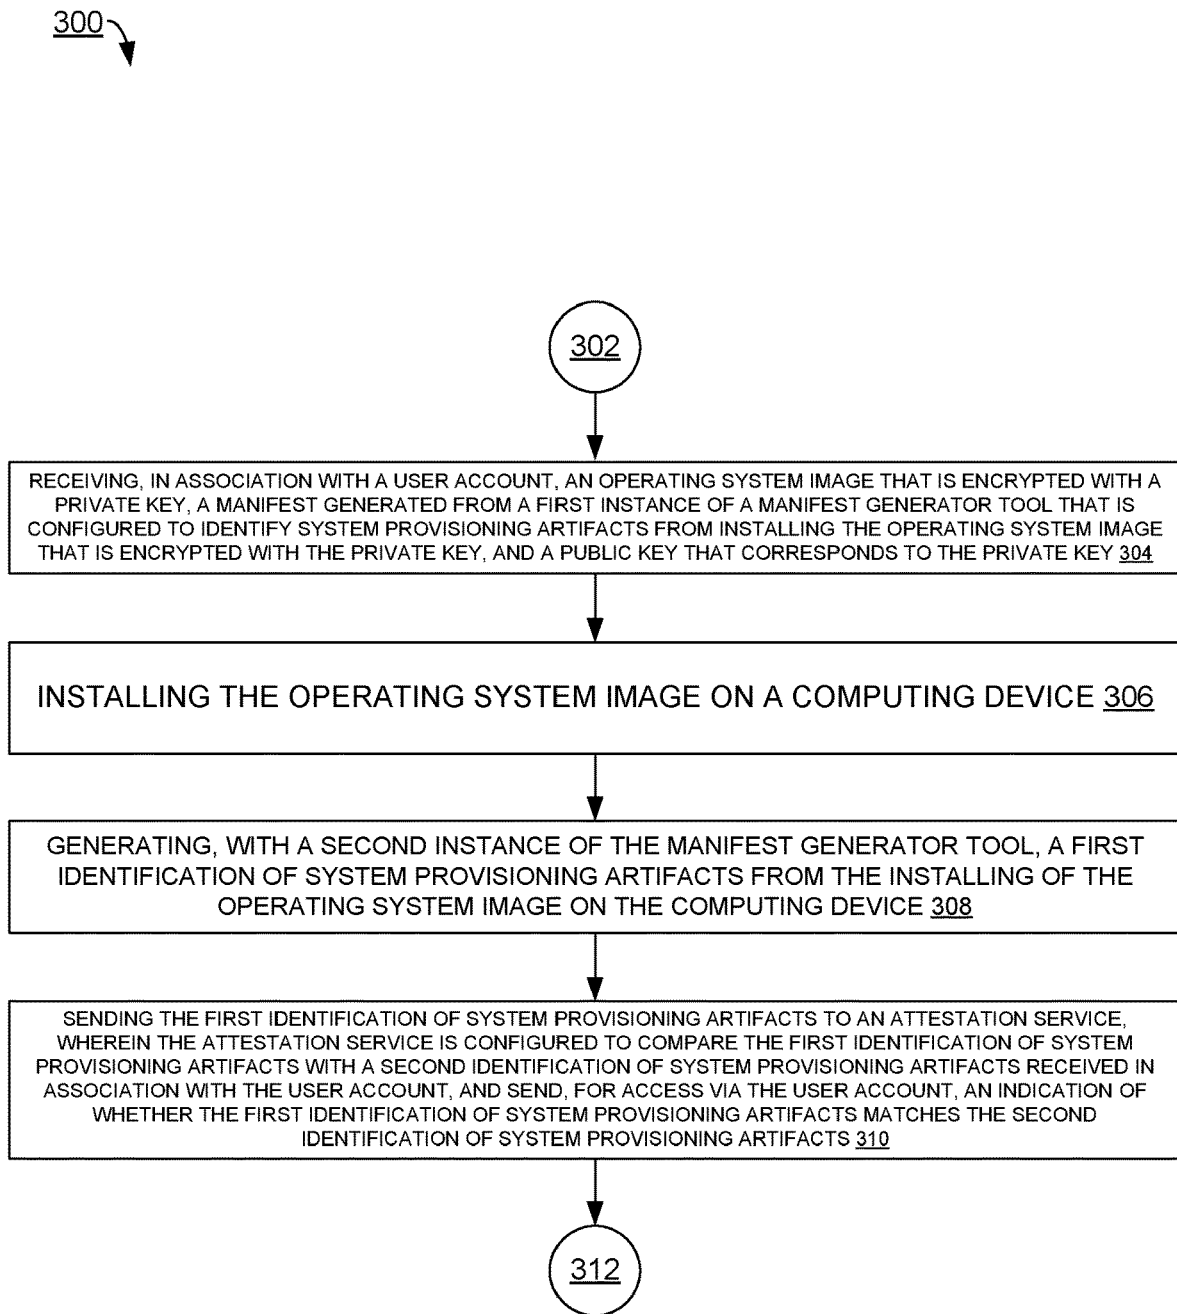 300
302
RECEIVING, IN ASSOCIATION WITH A USER ACCOUNT, AN OPERATING SYSTEM IMAGE THAT IS ENCRYPTED WITH A
PRIVATE KEY, A MANIFEST GENERATED FROM A FIRST INSTANCE OF A MANIFEST GENERATOR TOOL THAT IS
CONFIGURED TO IDENTIFY SYSTEM PROVISIONING ARTIFACTS FROM INSTALLING THE OPERATING SYSTEM IMAGE
THAT IS ENCRYPTED WITH THE PRIVATE KEY, AND A PUBLIC KEY THAT CORRESPONDS TO THE PRIVATE KEY 304
INSTALLING THE OPERATING SYSTEM IMAGE ON A COMPUTING DEVICE 306
GENERATING, WITH A SECOND INSTANCE OF THE MANIFEST GENERATOR TOOL, A FIRST
IDENTIFICATION OF SYSTEM PROVISIONING ARTIFACTS FROM THE INSTALLING OF THE
OPERATING SYSTEM IMAGE ON THE COMPUTING DEVICE 308
SENDING THE FIRST IDENTIFICATION OF SYSTEM PROVISIONING ARTIFACTS TO AN ATTESTATION SERVICE,
WHEREIN THE ATTESTATION SERVICE IS CONFIGURED TO COMPARE THE FIRST IDENTIFICATION OF SYSTEM
PROVISIONING ARTIFACTS WITH A SECOND IDENTIFICATION OF SYSTEM PROVISIONING ARTIFACTS RECEIVED IN
ASSOCIATION WITH THE USER ACCOUNT, AND SEND, FOR ACCESS VIA THE USER ACCOUNT, AN INDICATION OF
WHETHER THE FIRST IDENTIFICATION OF SYSTEM PROVISIONING ARTIFACTS MATCHES THE SECOND
IDENTIFICATION OF SYSTEM PROVISIONING ARTIFACTS 310
312